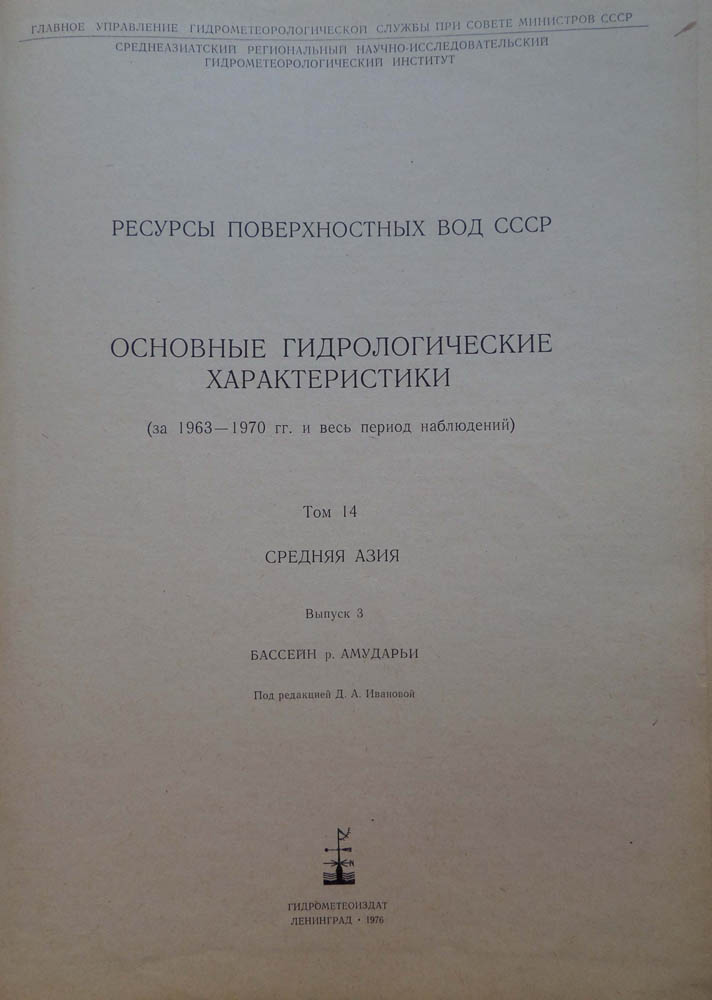 ГЛАВНОЕ УПРАВЛЕНИЕ ГИДРОМЕТЕОРОЛОГИЧЕСКОЙ СЛУЖБЫ ПРИ СОВЕТЕ МИНИСТРОВ СССР
СРЕДНЕАЗИАТСКИЙ РЕГИОНАЛЬНЫЙ НАУЧНО-ИССЛЕДОВАТЕЛЬСКИЙ
ГИДРОМЕТЕОРОЛОГИЧЕСКИЙ ИНСТИТУТ
РЕСУРСЫ ПОВЕРХНОСТНЫХ ВОД СССР
ОСНОВНЫЕ ГИДРОЛОГИЧЕСКИЕ
ХАРАКТЕРИСТИКИ
(за 1963—1970 гг. и весь период наблюдений)
Том 14
СРЕДНЯЯ АЗИЯ
Выпуск 3
БАССЕЙН р. АМУДАРЬИ
Под редакцией Д. А. Ивановой
N
ГИДРОМЕТЕОИЗДАТ
ЛЕНИНГРАД · 1976